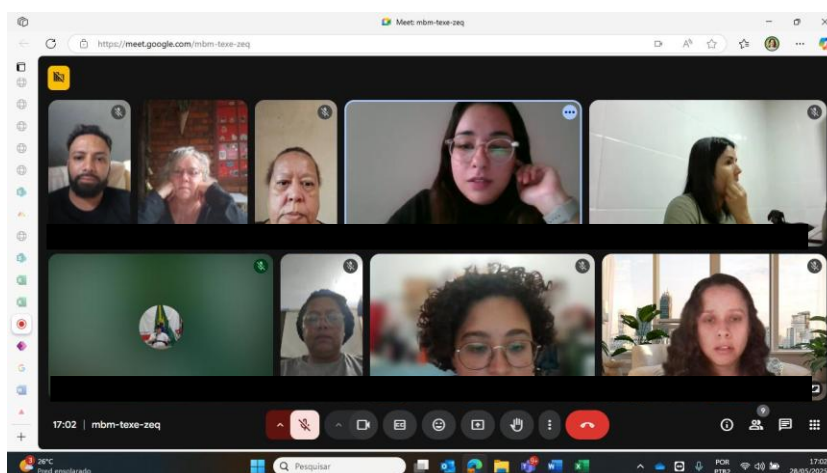 Meet: mbm-texe-zeq
https://meet.google.com/mbm-texe-zeq
17:02 | mbm-texe-zeq
9
26°C
Pred ensolarado
Pesquisar
POR
PTB2
17:02
28/05/2025